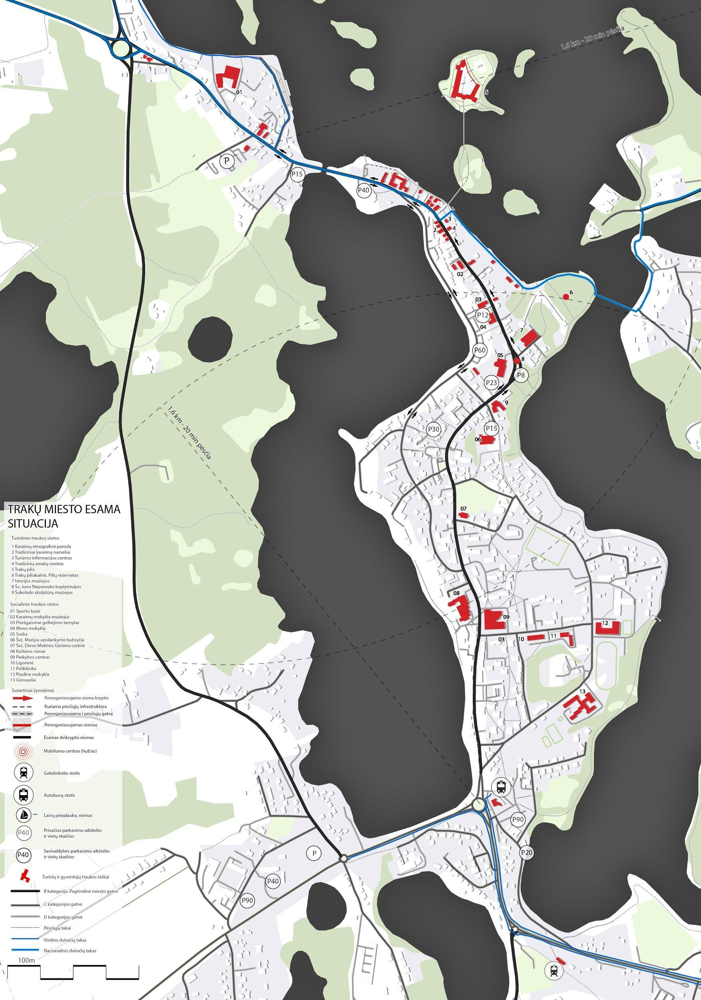 1,6 km - 20 min pėsčia
1
01
5
P
P15
P40
3
2
4
02
6
03
P12
04
7
P60
05
8
P8
P23
9
1,6 km - 20 min pėsčia
P30
P15
06
07
08
09
12
03
10
11
13
P90
P20
P
P40
P90
TRAKŲ MIESTO ESAMA
SITUACIJA
Turistinės traukos vietos
1 Karaimų etnografinė paroda
2 Tradiciniai karaimų nameliai
3 Turizmo informacijos centras
4 Tradicinių amatų centras
5 Trakų pilis
6 Trakų piliakalnis. Pilių rezervatas
7 Istorijos muziejus
8 Šv. Jono Nepomuko koplytstulpis
9 Šokolado skulptūrų muziejus
Socialinės traukos vietos
01 Sporto bazė
02 Karaimų mokykla muziejus
03 Priešgaisrinė gelbėjimo tarnyba
04 Meno mokykla
05 Sodra
06 Švč. Marijos apsilankymo bažnyčia
07 Švč. Dievo Motinos Gimimo cerkvė
08 Kultūros rūmai
09 Prekybos centras
10 Ligoninė
11 Poliklinika
12 Pradinė mokykla
13 Gimnazija
Sutartiniai žymėjimai
Perorganizuojamo eismo kryptis
Kuriama pėsčiųjų infrastruktūra
Perorganizuojama į pėsčiųjų gatvę
Perorganizuojamas eismas
Esamas dvikryptis eismas
Mobilumo centras (hub'as)
Geležinkelio stotis
Autobusų stotis
Laivų prieplauka, eismas
P40
Privačios parkavimo aikštelės
ir vietų skaičius
P40
Savivaldybės parkavimo aikštelės
ir vietų skaičius
Turistų ir gyventojų traukos taškai
B kategorija. Pagrindinė miesto gatvė
C kategorijos gatvė
D kategorijos gatvė
Pėsčiųjų takai
Vietinis dviračių takas
Nacionalinis dviračių takas
100m